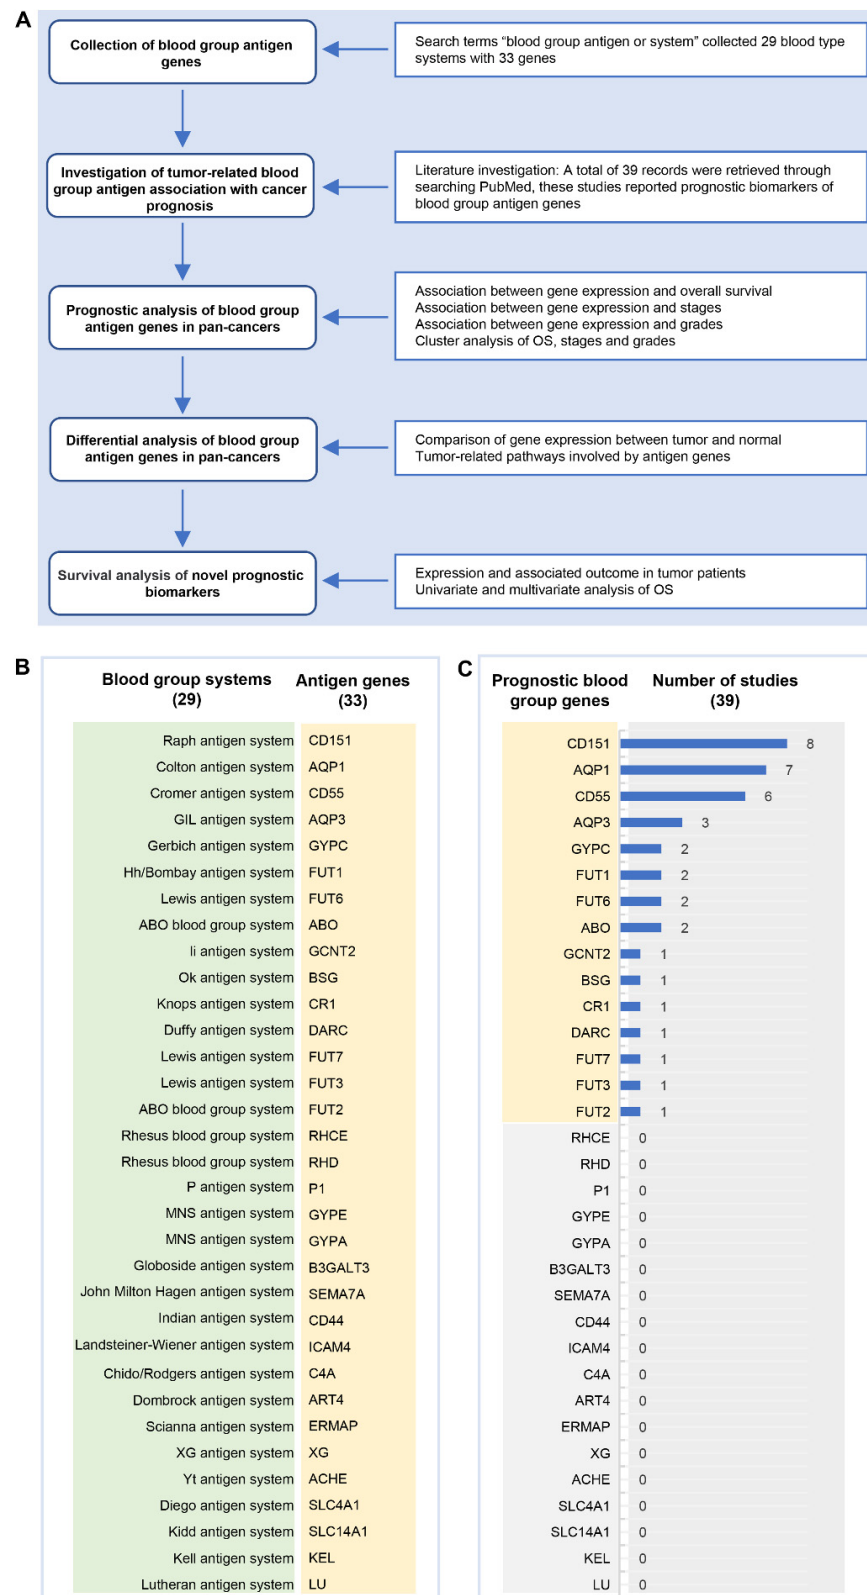 A
Collection of blood group antigen
genes
Search terms “blood group antigen or system” collected 29 blood type
systems with 33 genes
Investigation of tumor-related blood
group antigen association with cancer
prognosis
Literature investigation: A total of 39 records were retrieved through
searching PubMed, these studies reported prognostic biomarkers of
blood group antigen genes
Prognostic analysis of blood group
antigen genes in pan-cancers
Association between gene expression and overall survival
Association between gene expression and stages
Association between gene expression and grades
Cluster analysis of OS, stages and grades
Differential analysis of blood group
antigen genes in pan-cancers
Comparison of gene expression between tumor and normal
Tumor-related pathways involved by antigen genes
Survival analysis of novel prognostic
biomarkers
Expression and associated outcome in tumor patients
Univariate and multivariate analysis of OS
B
Blood group systems
(29)
Antigen genes
(33)
Raph antigen system CD151
Colton antigen system AQP1
Cromer antigen system CD55
GIL antigen system AQP3
Gerbich antigen system GYPC
Hh/Bombay antigen system FUT1
Lewis antigen system FUT6
ABO blood group system ABO
Ii antigen system GCNT2
Ok antigen system BSG
Knops antigen system CR1
Duffy antigen system DARC
Lewis antigen system FUT7
Lewis antigen system FUT3
ABO blood group system FUT2
Rhesus blood group system RHCE
Rhesus blood group system RHD
P antigen system P1
MNS antigen system GYPE
MNS antigen system GYPA
Globoside antigen system B3GALT3
John Milton Hagen antigen system SEMA7A
Indian antigen system CD44
Landsteiner-Wiener antigen system ICAM4
Chido/Rodgers antigen system C4A
Dombrock antigen system ART4
Scianna antigen system ERMAP
XG antigen system XG
Yt antigen system ACHE
Diego antigen system SLC4A1
Kidd antigen system SLC14A1
Kell antigen system KEL
Lutheran antigen system LU
C
Prognostic blood
group genes
Number of studies
(39)
CD151 8
AQP1 7
CD55 6
AQP3 3
GYPC 2
FUT1 2
FUT6 2
ABO 2
GCNT2 1
BSG 1
CR1 1
DARC 1
FUT7 1
FUT3 1
FUT2 1
RHCE 0
RHD 0
P1 0
GYPE 0
GYPA 0
B3GALT3 0
SEMA7A 0
CD44 0
ICAM4 0
C4A 0
ART4 0
ERMAP 0
XG 0
ACHE 0
SLC4A1 0
SLC14A1 0
KEL 0
LU 0